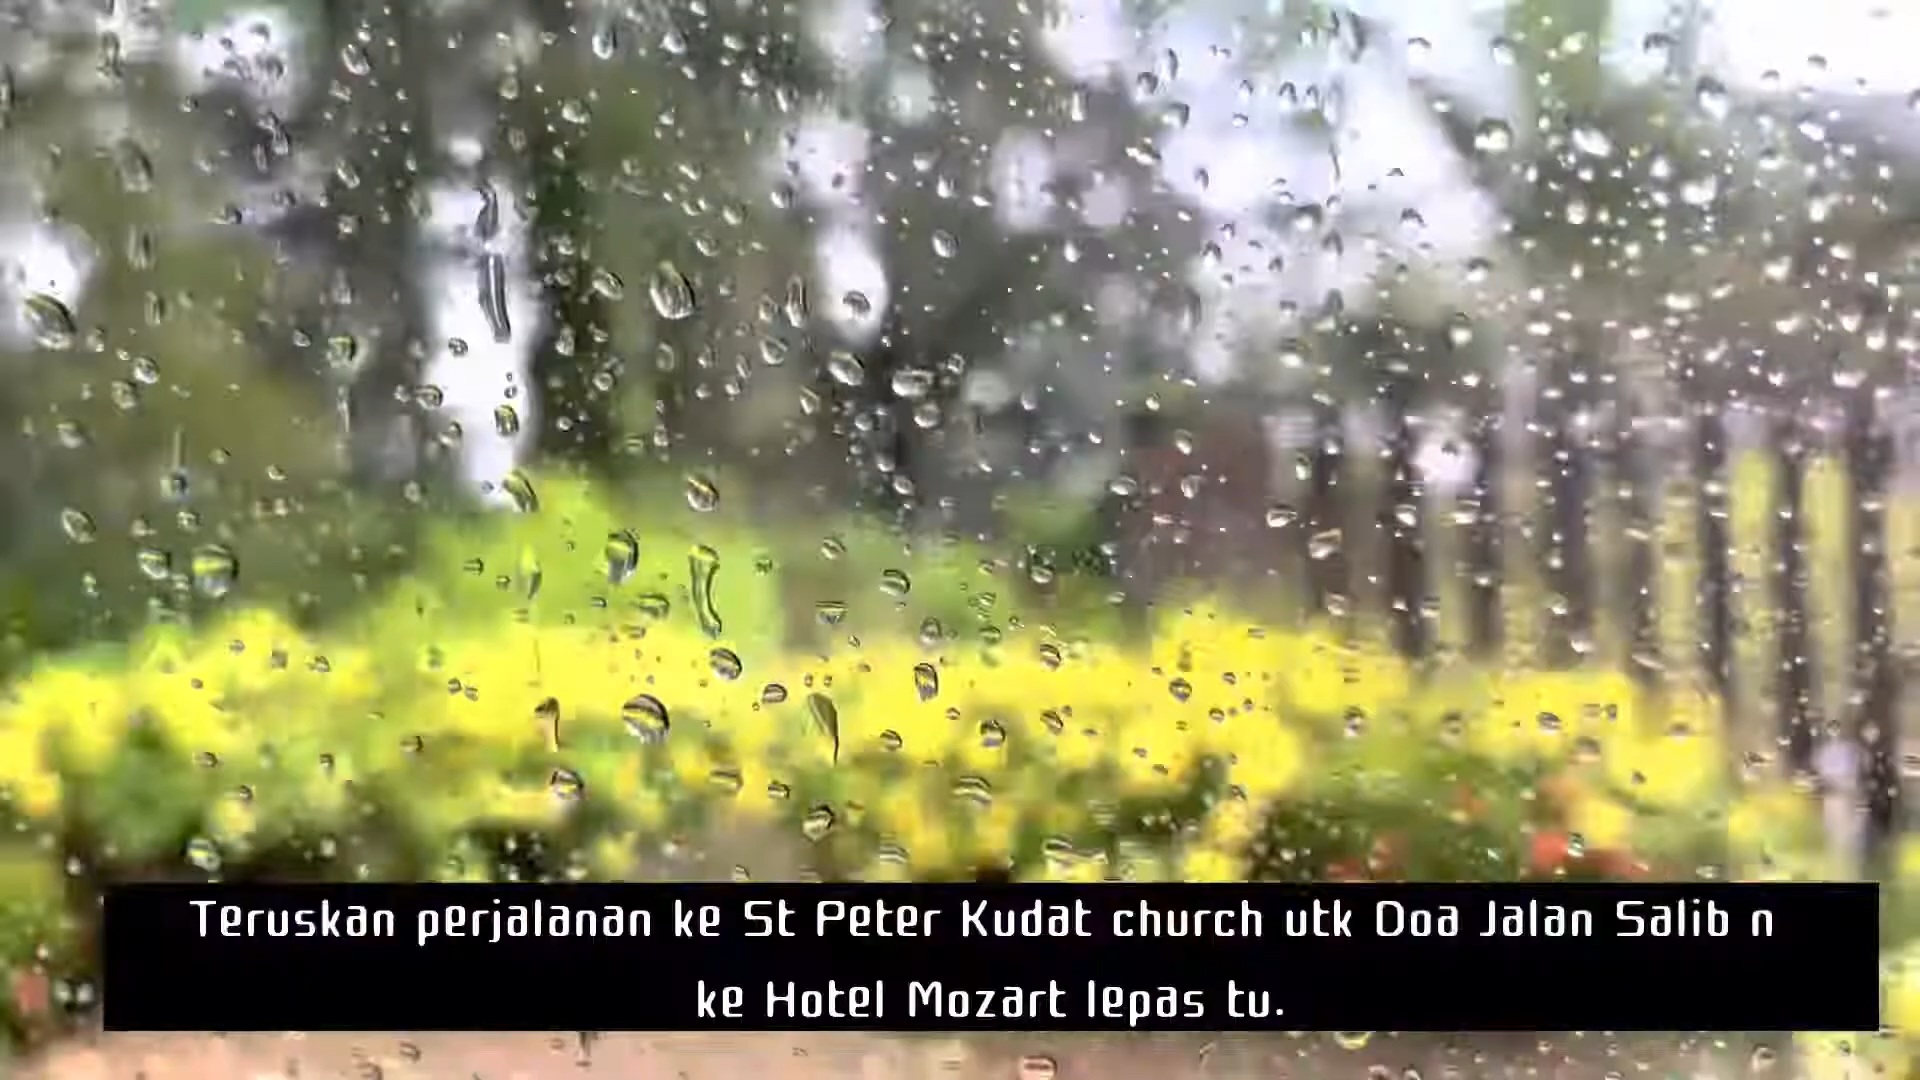 Teruskan perjalanan ke St Peter Kudat church utk Doa Jalan Salib n
ke Hotel Mozart lepas tu.